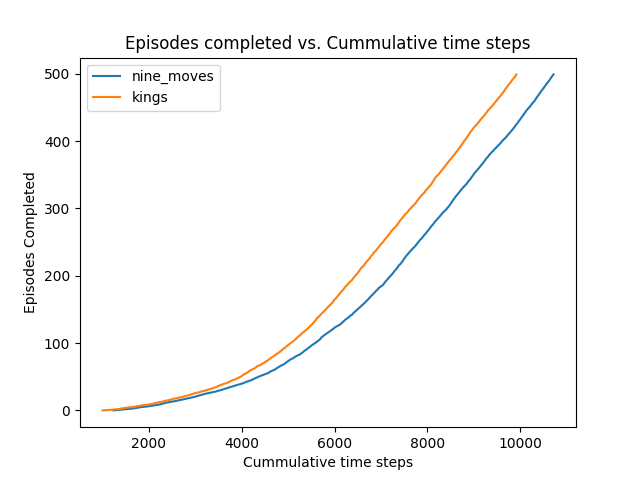 Episodes completed vs. Cummulative time steps
nine_moves
kings
500
400
300
200
100
0
Episodes Completed
2000 4000 6000 8000 10000
Cummulative time steps